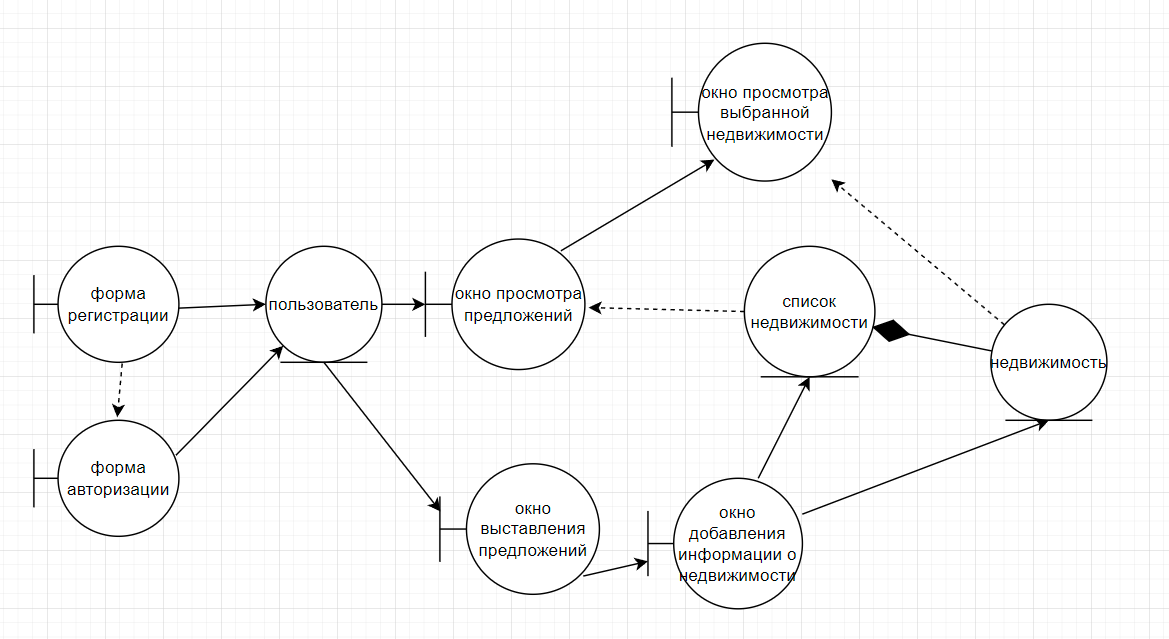 окно просмотра
выбранной
недвижимости
форма
регистрации
пользователь
окно просмотра
предложений
список
недвижимости
недвижимость
форма
авторизации
окно
выставления
предложений
окно
добавления
информации о
недвижимости